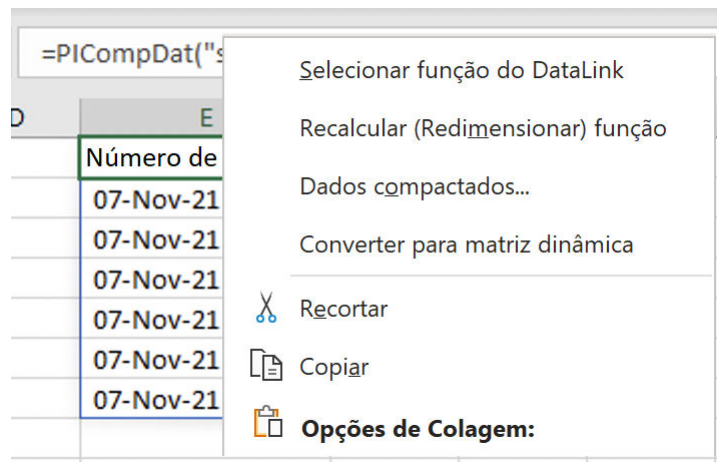 =PICompDat("s
D
E
Número de
07-Nov-21
07-Nov-21
07-Nov-21
07-Nov-21
07-Nov-21
07-Nov-21
Selecionar função do DataLink
Recalcular (Redimensionar) função
Dados compactados...
Converter para matriz dinâmica
Recortar
Copiar
Opções de Colagem: